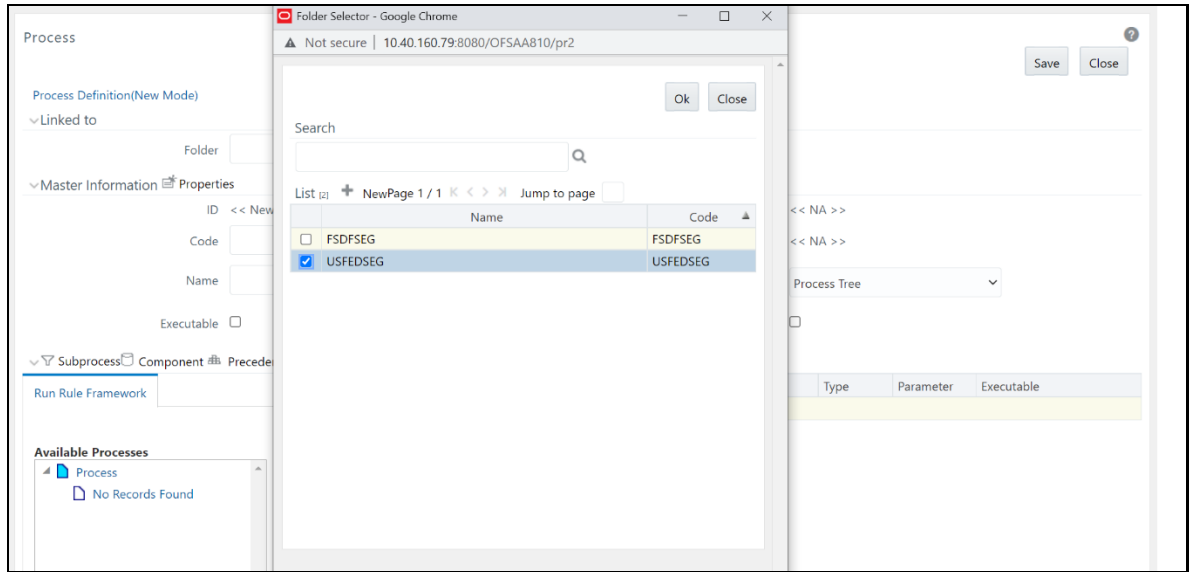 Folder Selector - Google Chrome
Process
Not secure | 10.40.160.79:8080/OFSAA810/pr2
Save Close
Process Definition(New Mode)
Ok Close
Linked to
Search
Folder
Master Information Properties
List [2] NewPage 1 / 1 Jump to page
ID << New
<< NA >>
Name Code
Code
<< NA >>
FSDFSEG FSDFSEG
USFEDSEG USFEDSEG
Name
Process Tree
Executable
Subprocess Component Preceder
Run Rule Framework
Type Parameter Executable
Available Processes
Process
No Records Found